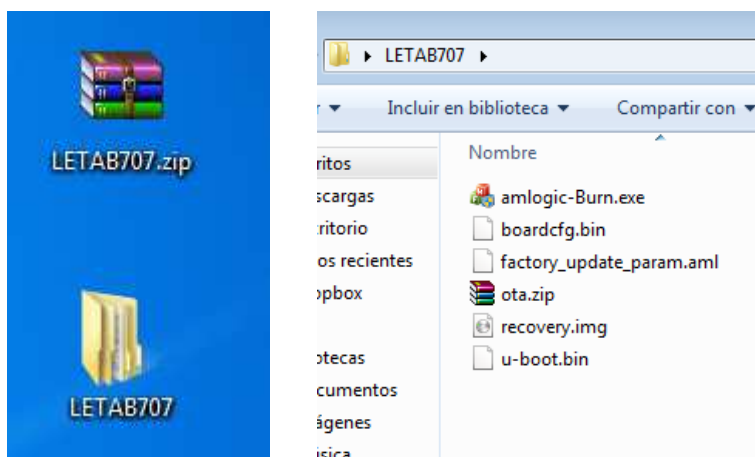 LETAB707.zip
LETAB707
LETAB707
Incluir en biblioteca
Compartir con
Nombre
amlogic-Burn.exe
boardcfg.bin
factory_update_param.aml
ota.zip
recovery.img
u-boot.bin
ritos
scargas
critorio
os recientes
opbox
otecas
cumentos
ágenes